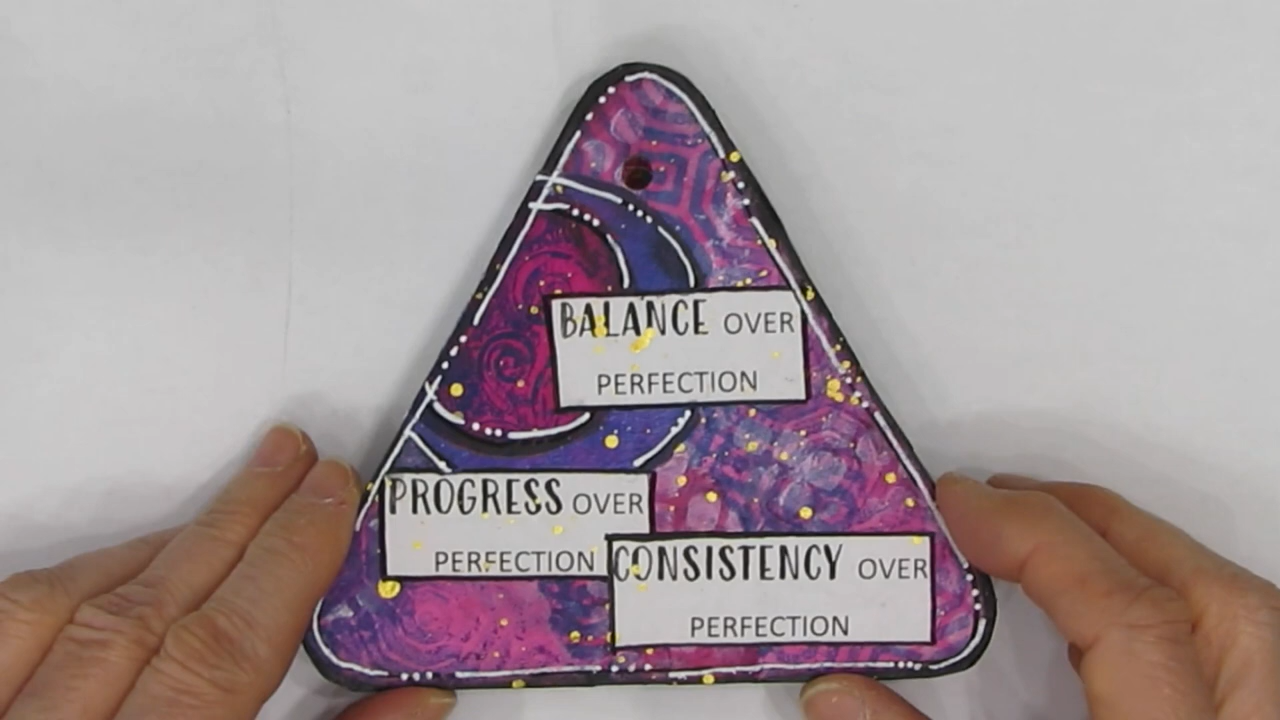 BALANCE OVER
PERFECTION
PROGRESS OVER
PERFECTION
CONSISTENCY OVER
PERFECTION